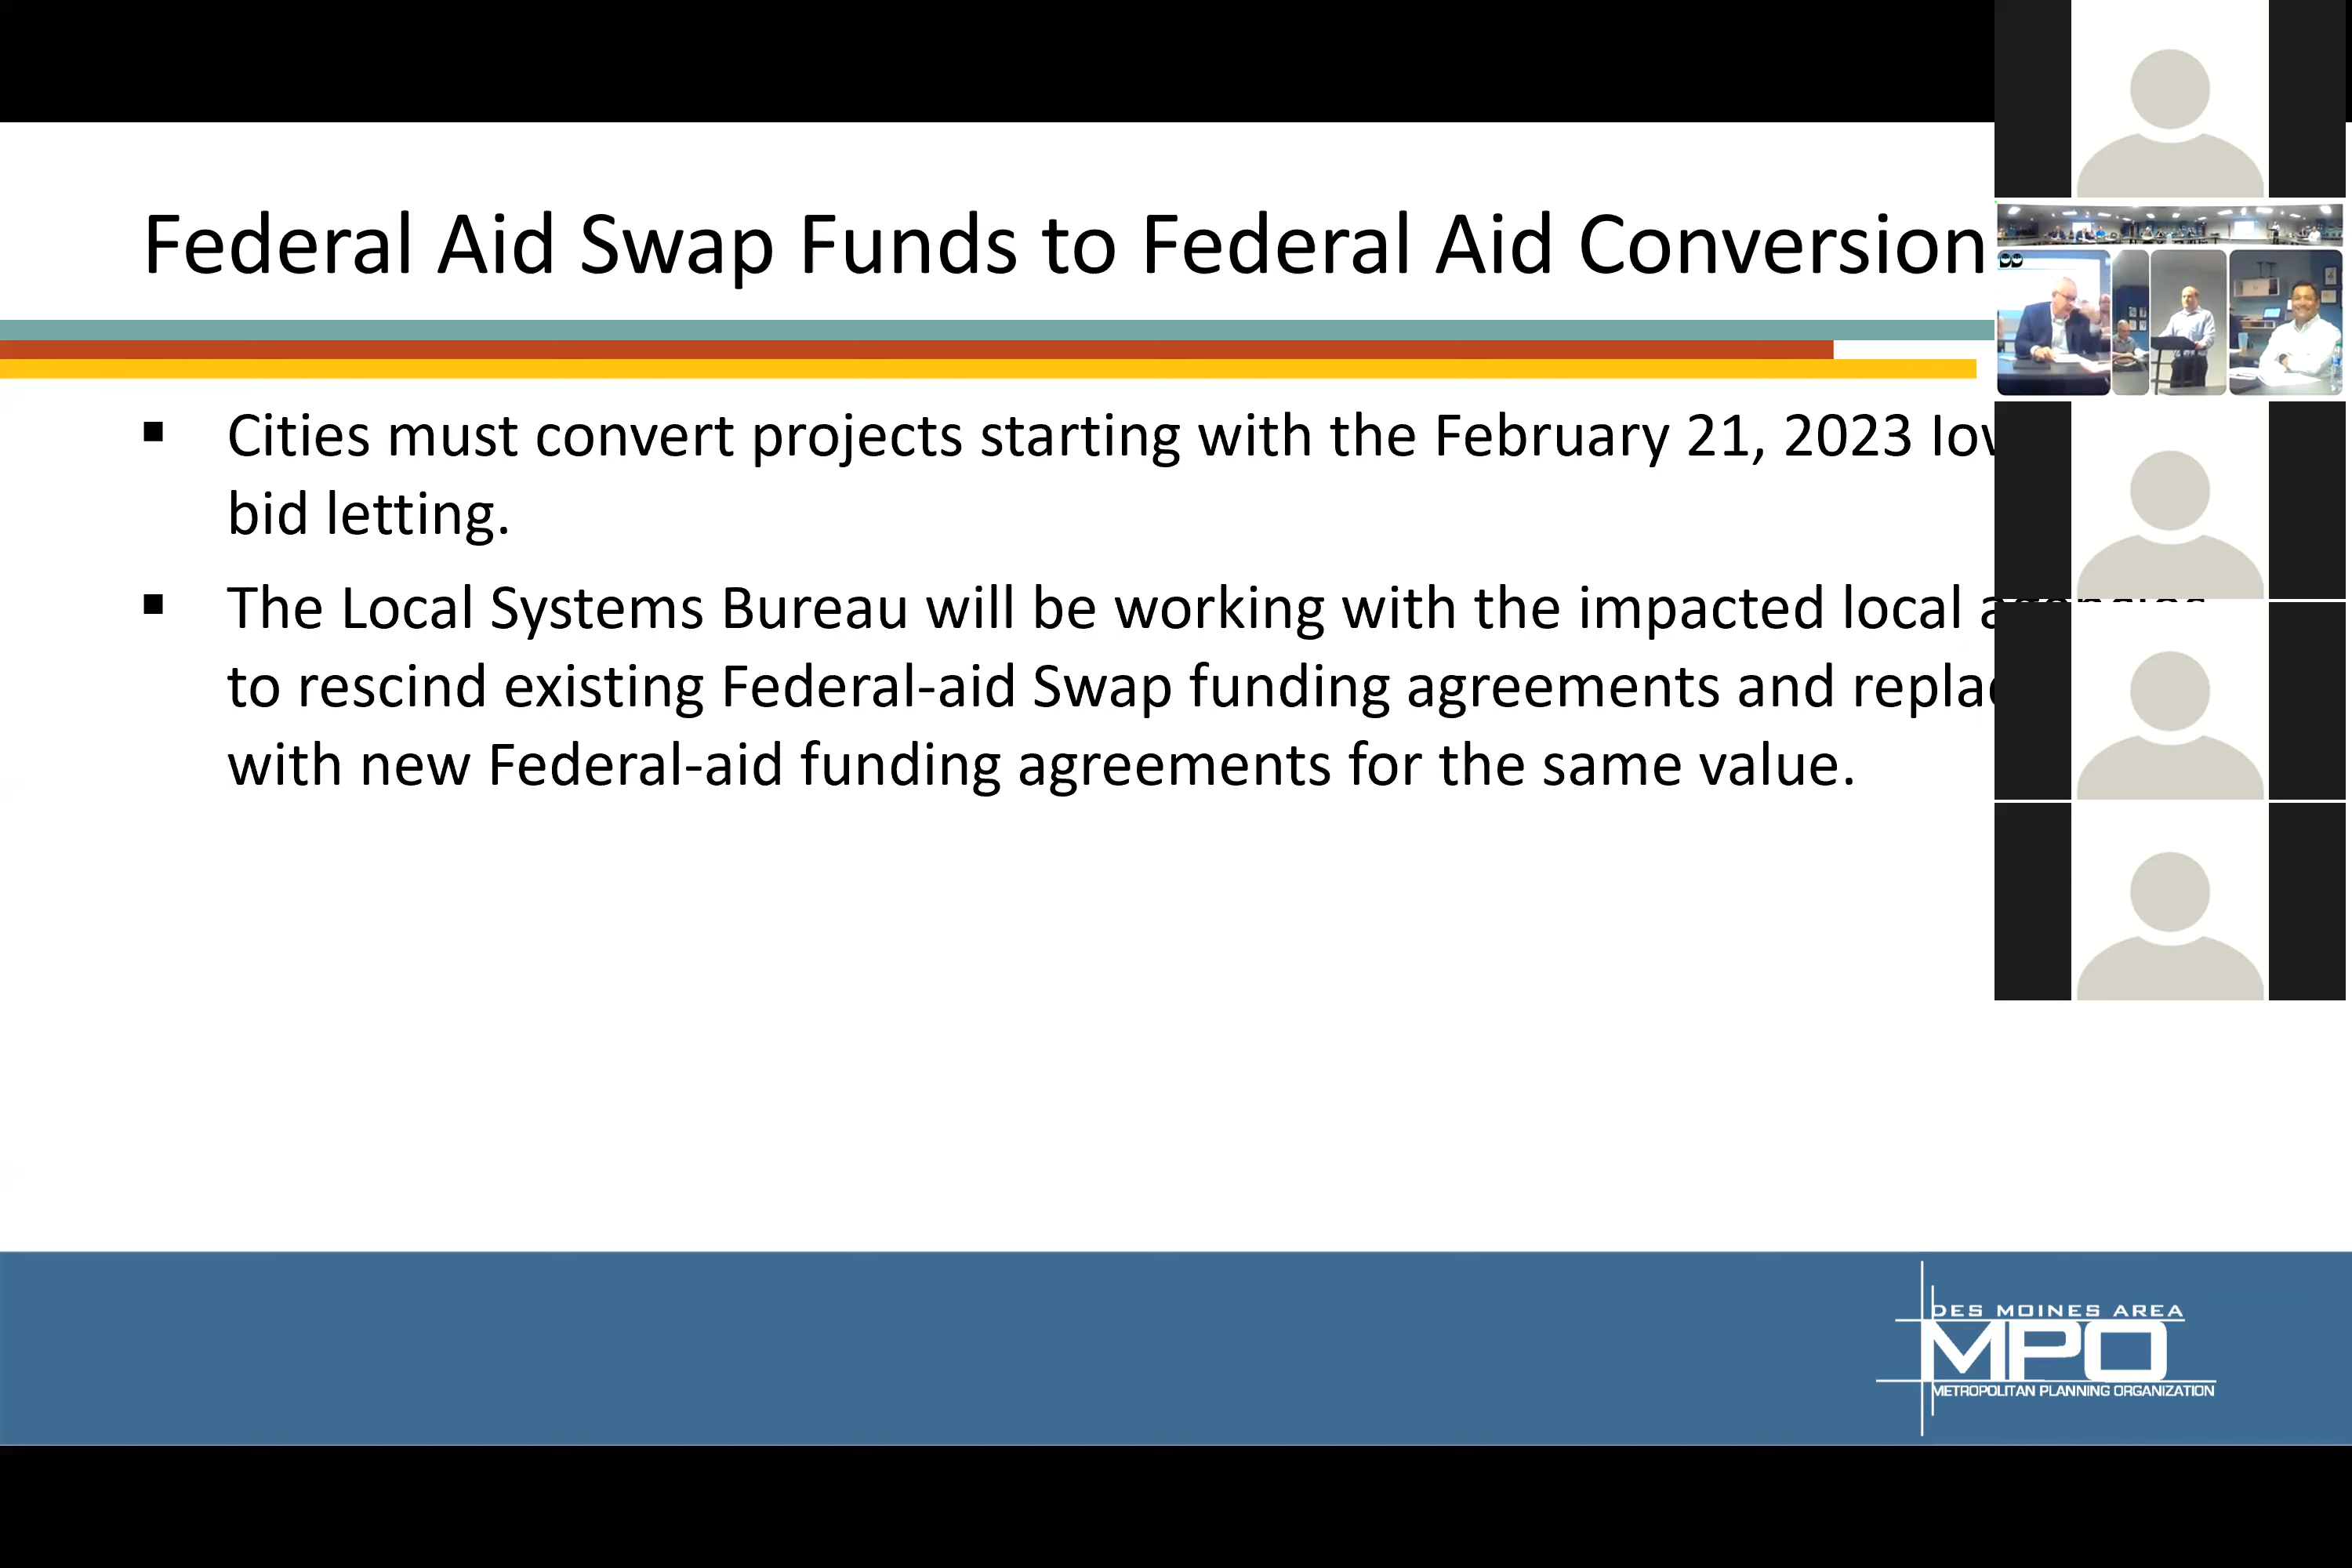 Federal Aid Swap Funds to Federal Aid Conversion
Cities must convert projects starting with the February 21, 2023
bid letting.
The Local Systems Bureau will be working with the impacted local
to rescind existing Federal-aid Swap funding agreements and
with new Federal-aid funding agreements for the same value.
DES MOINES AREA
MPO
METROPOLITAN PLANNING ORGANIZATION